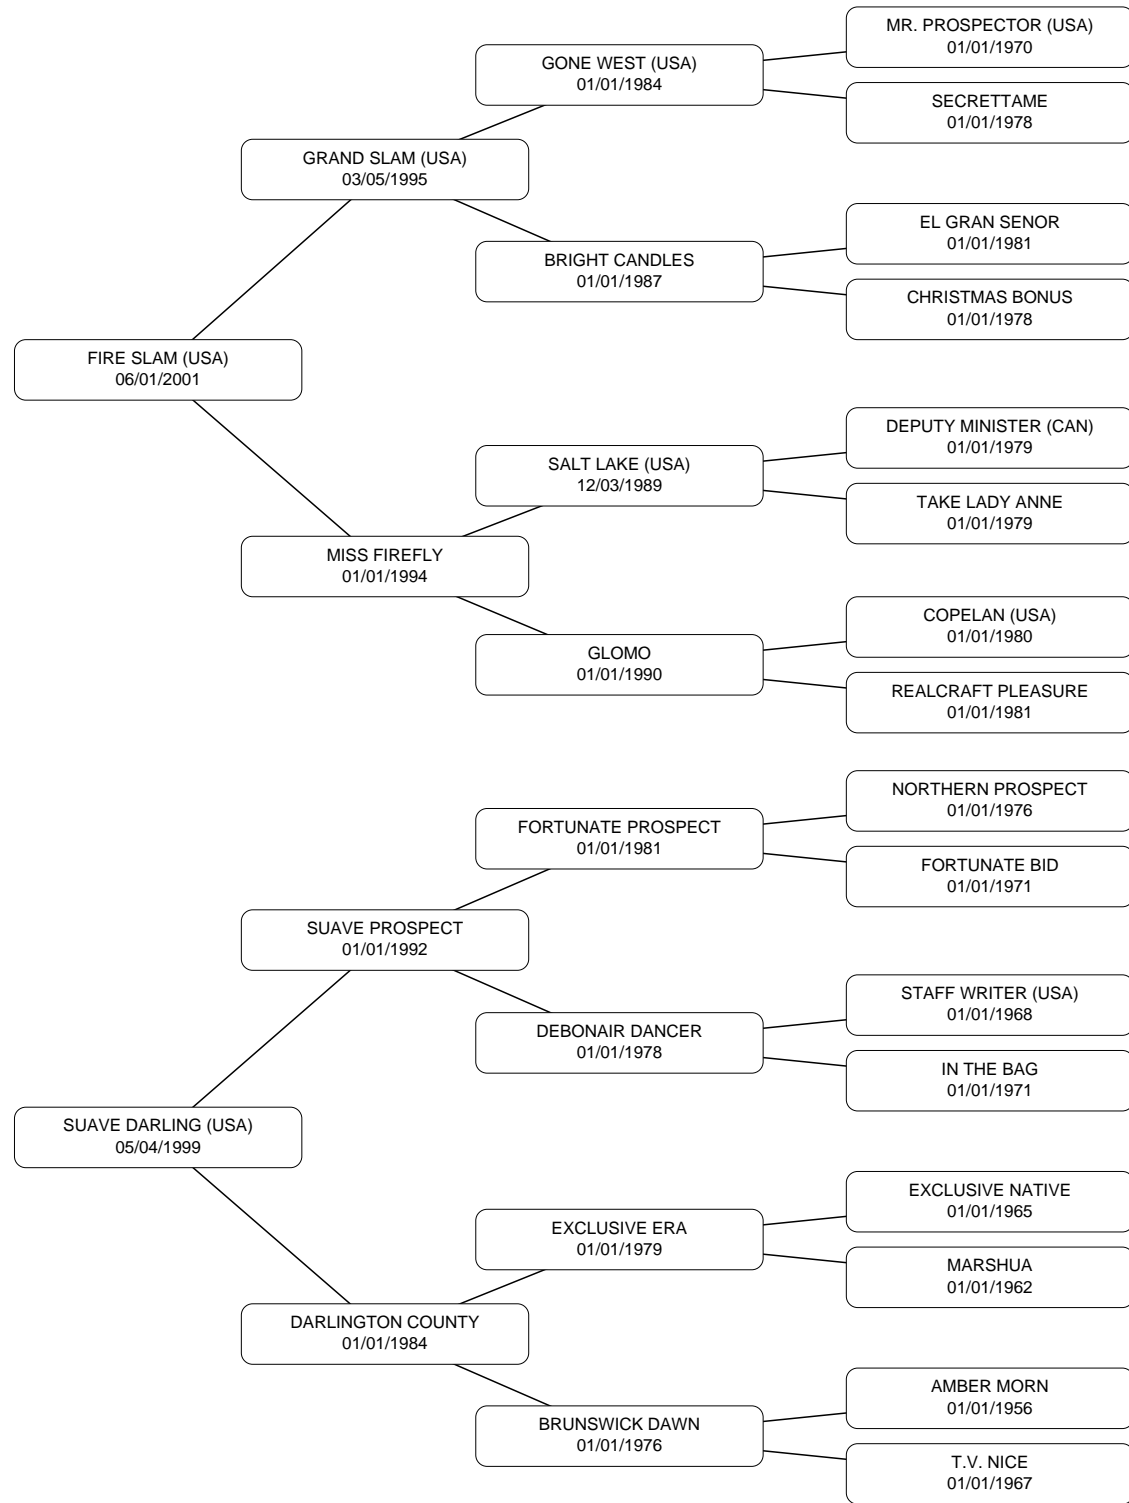 MR. PROSPECTOR (USA)
01/01/1970
GONE WEST (USA)
01/01/1984
SECRETTAME
01/01/1978
GRAND SLAM (USA)
03/05/1995
EL GRAN SENOR
01/01/1981
BRIGHT CANDLES
01/01/1987
CHRISTMAS BONUS
01/01/1978
FIRE SLAM (USA)
06/01/2001
DEPUTY MINISTER (CAN)
01/01/1979
SALT LAKE (USA)
12/03/1989
TAKE LADY ANNE
01/01/1979
MISS FIREFLY
01/01/1994
COPELAN (USA)
01/01/1980
GLOMO
01/01/1990
REALCRAFT PLEASURE
01/01/1981
NORTHERN PROSPECT
01/01/1976
FORTUNATE PROSPECT
01/01/1981
FORTUNATE BID
01/01/1971
SUAVE PROSPECT
01/01/1992
STAFF WRITER (USA)
01/01/1968
DEBONAIR DANCER
01/01/1978
IN THE BAG
01/01/1971
SUAVE DARLING (USA)
05/04/1999
EXCLUSIVE NATIVE
01/01/1965
EXCLUSIVE ERA
01/01/1979
MARSHUA
01/01/1962
DARLINGTON COUNTY
01/01/1984
AMBER MORN
01/01/1956
BRUNSWICK DAWN
01/01/1976
T.V. NICE
01/01/1967